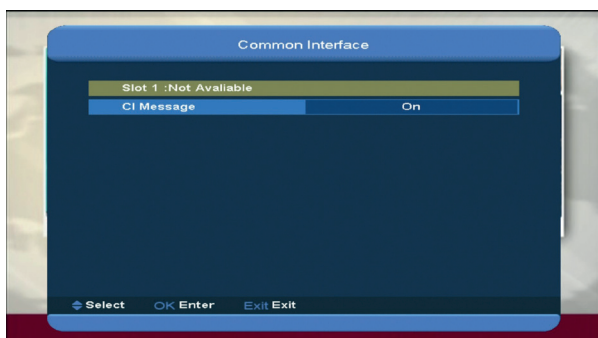 Common Interface
Slot 1 :Not Avaliable
CI Message On
Select OK Enter Exit Exit